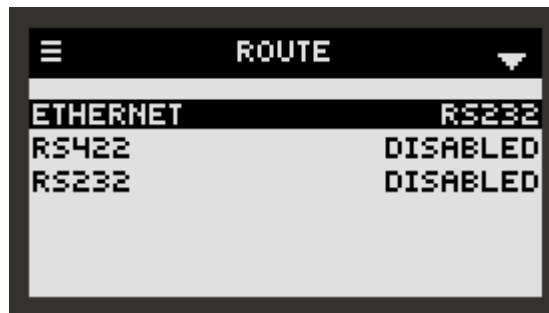 ROUTE
ETHERNET RS232
RS422 DISABLED
RS232 DISABLED